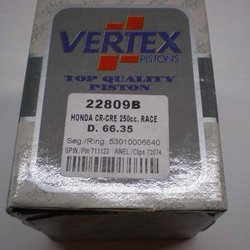 VERTEX
PISTONS
TOP QUALITY
PISTON
22809B
HONDA CR-CRE 250cc. RACE
D. 66.35
Seg./Ring. 53010006640
SPIN./Pin 711123 ANEL./Clips 72074